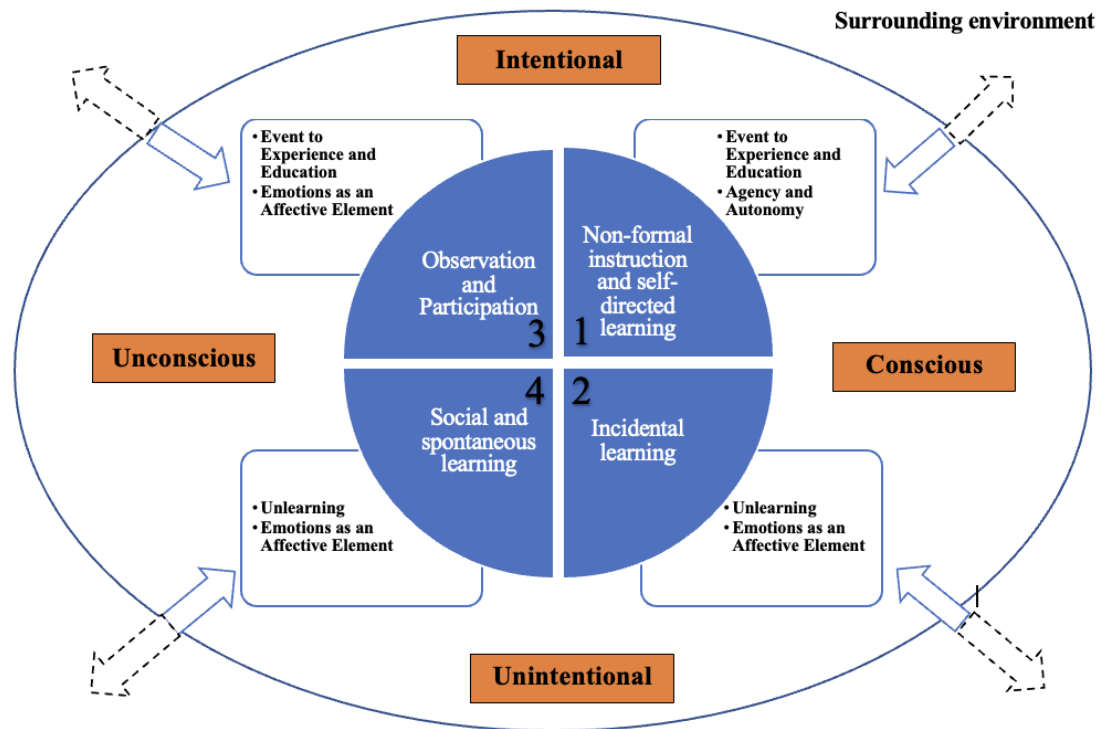 Surrounding environment
Intentional
• Event to
Experience and
Education
• Emotions as an
Affective Element
• Event to
Experience and
Education
• Agency and
Autonomy
Observation
and
Participation
3
Non-formal
instruction
and self-
directed
learning
1
Unconscious
Conscious
4
Social and
spontaneous
learning
2
Incidental
learning
• Unlearning
• Emotions as an
Affective Element
• Unlearning
• Emotions as an
Affective Element
Unintentional